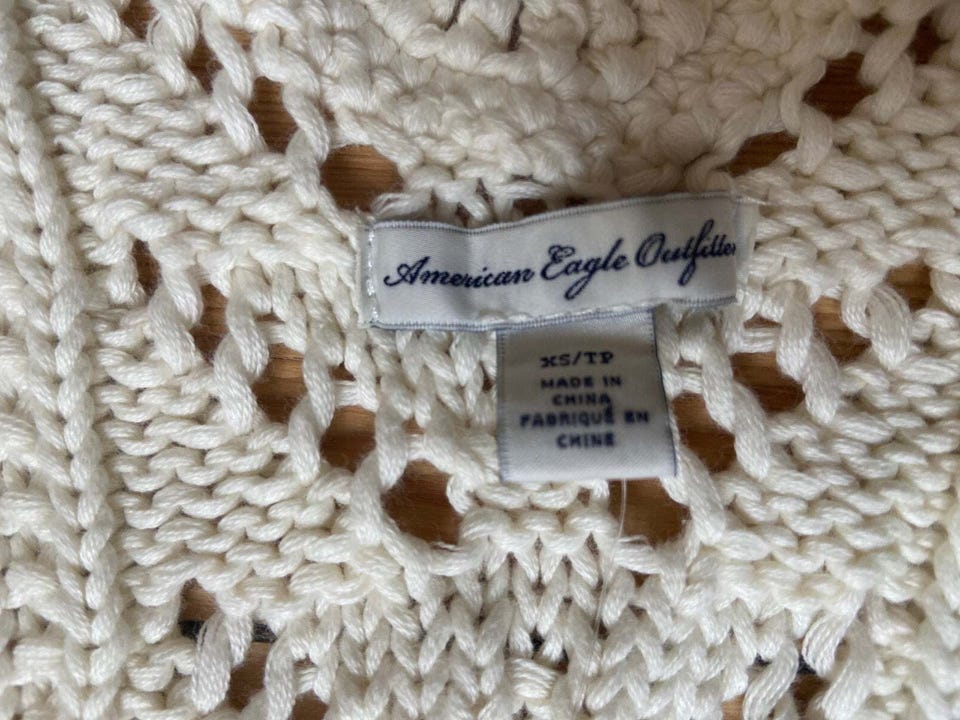 American Eagle Outfitters
XS/TP
MADE IN
CHINA
FABRIQUÉ EN
CHINE